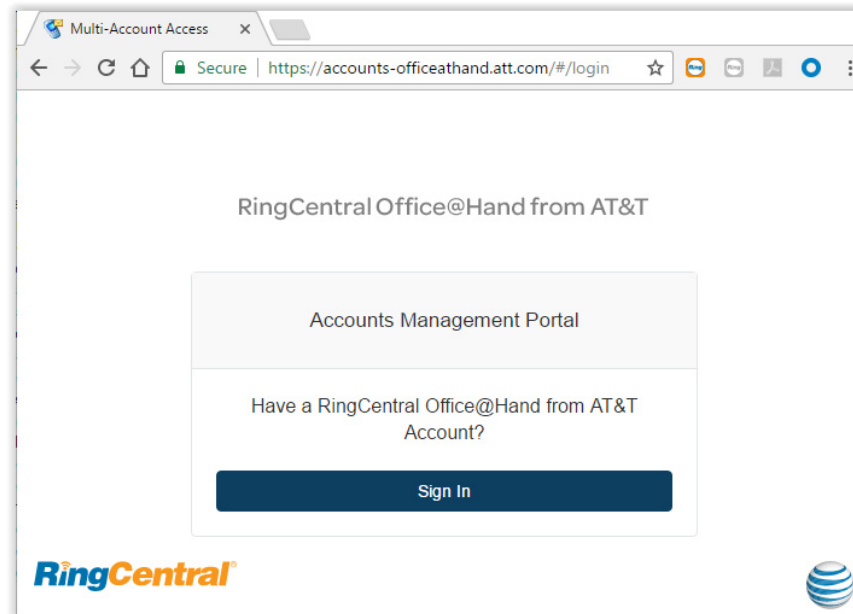 Multi-Account Access
Secure | https://accounts-officeathand.att.com/#/login
RingCentral Office@Hand from AT&T
Accounts Management Portal
Have a RingCentral Office@Hand from AT&T
Account?
Sign In
RingCentral®